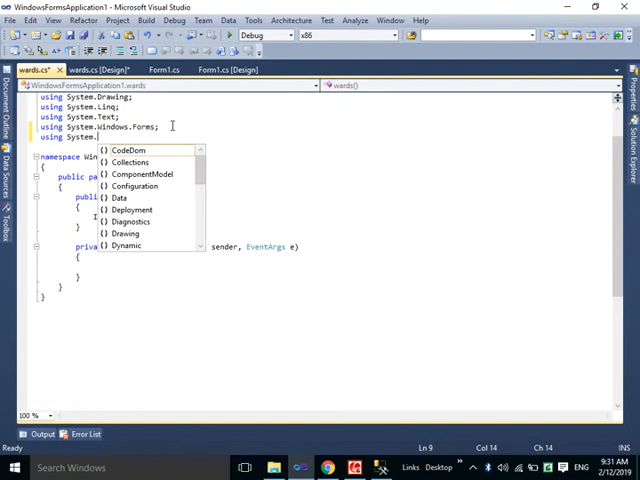 WindowsFormsApplication1 - Microsoft Visual Studio
File Edit View Refactor Project Build Debug Team Data Tools Architecture Test Analyze Window Help
Debug x86
wards.cs* wards.cs [Design]* Form1.cs Form1.cs [Design]
WindowsFormsApplication1.wards wards()
using System.Drawing;
using System.Linq;
using System.Text;
using System.Windows.Forms;
using System.
CodeDom
Collections
ComponentModel
Configuration
Data
Deployment
Diagnostics
Drawing
Dynamic
namespace Win
{
public pa
{
publi
{
I
}
priva sender, EventArgs e)
{
}
}
}
Document Outline
Toolbox
Properties
Solution Explorer
100 %
Output Error List
Ready Ln 9 Col 14 Ch 14 INS
Search Windows
Links Desktop
ENG
9:31 AM
2/12/2019